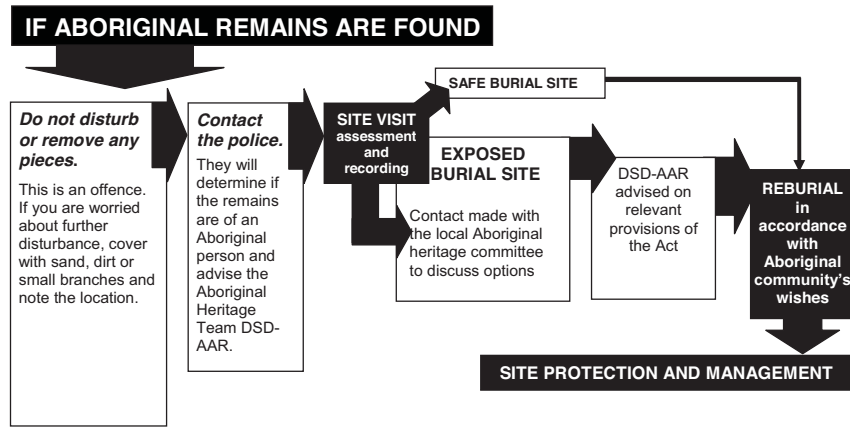 IF ABORIGINAL REMAINS ARE FOUND
Do not disturb
or remove any
pieces.
This is an offence.
If you are worried
about further
disturbance, cover
with sand, dirt or
small branches and
note the location.
Contact
the police.
They will
determine if
the remains
are of an
Aboriginal
person and
advise the
Aboriginal
Heritage
Team DSD-
AAR.
SITE VISIT
assessment
and
recording
SAFE BURIAL SITE
EXPOSED
BURIAL SITE
Contact made with
the local Aboriginal
heritage committee
to discuss options
DSD-AAR
advised on
relevant
provisions of
the Act
REBURIAL
in
accordance
with
Aboriginal
community's
wishes
SITE PROTECTION AND MANAGEMENT